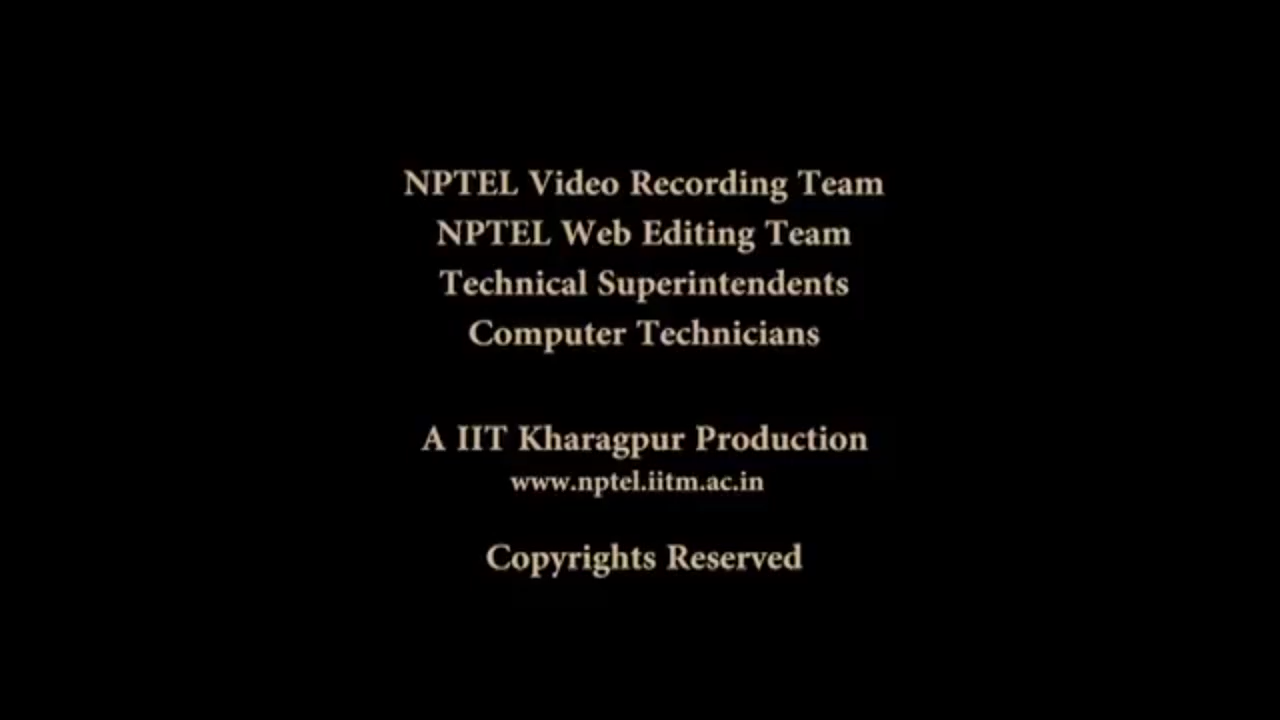 NPTEL Video Recording Team
NPTEL Web Editing Team
Technical Superintendents
Computer Technicians
A IIT Kharagpur Production
www.nptel.iitm.ac.in
Copyrights Reserved